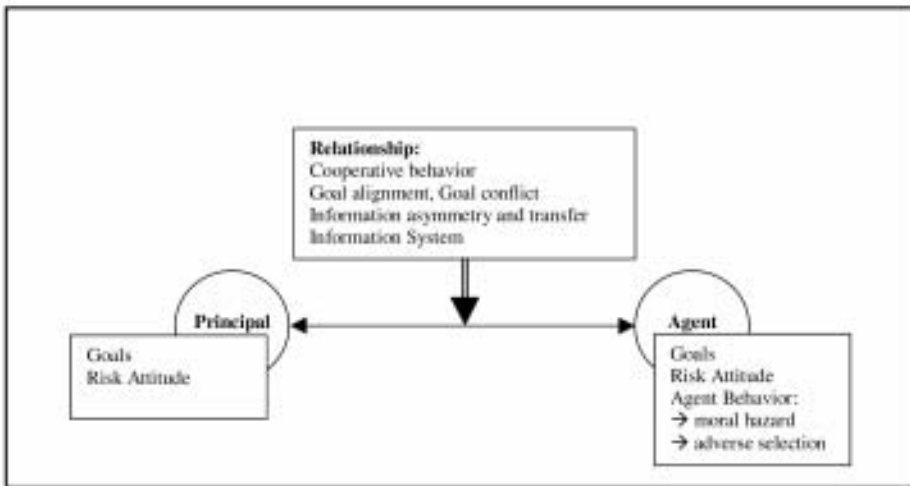 Relationship:
Cooperative behavior
Goal alignment, Goal conflict
Information asymmetry and transfer
Information System
Principal
Goals
Risk Attitude
Agent
Goals
Risk Attitude
Agent Behavior:
→ moral hazard
→ adverse selection